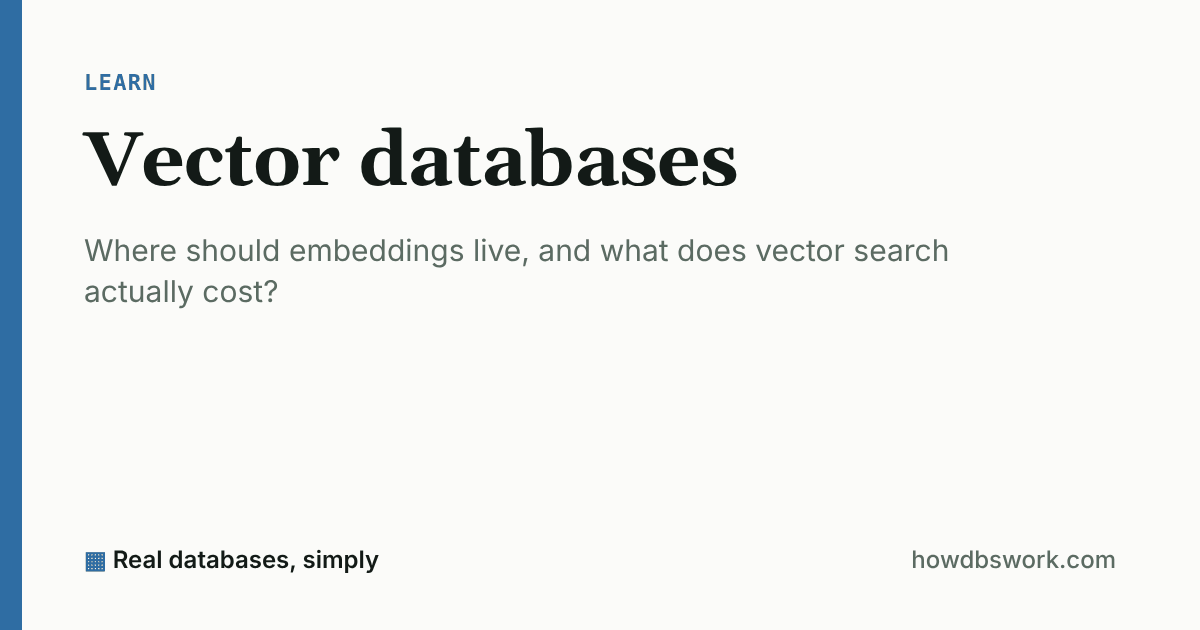 LEARN
Vector databases
Where should embeddings live, and what does vector search
actually cost?
Real databases, simply
howdbswork.com